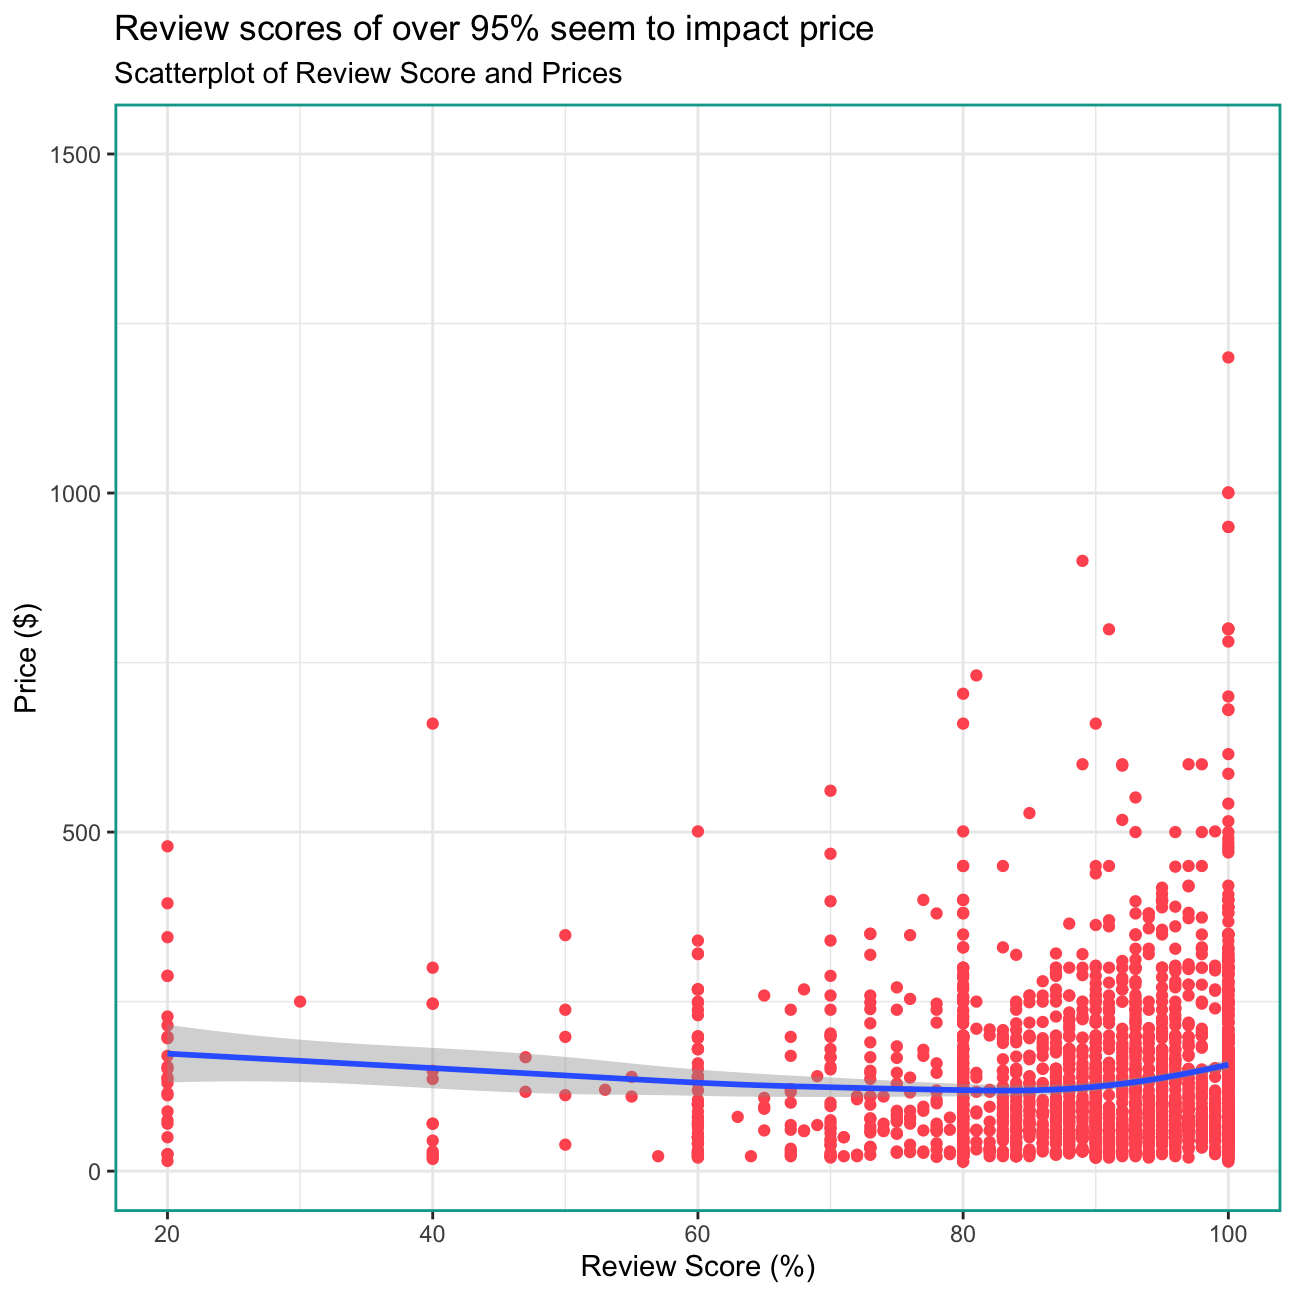 Review scores of over 95% seem to impact price
Scatterplot of Review Score and Prices
1500
1000
500
0
Price ($)
20 40 60 80 100
Review Score (%)